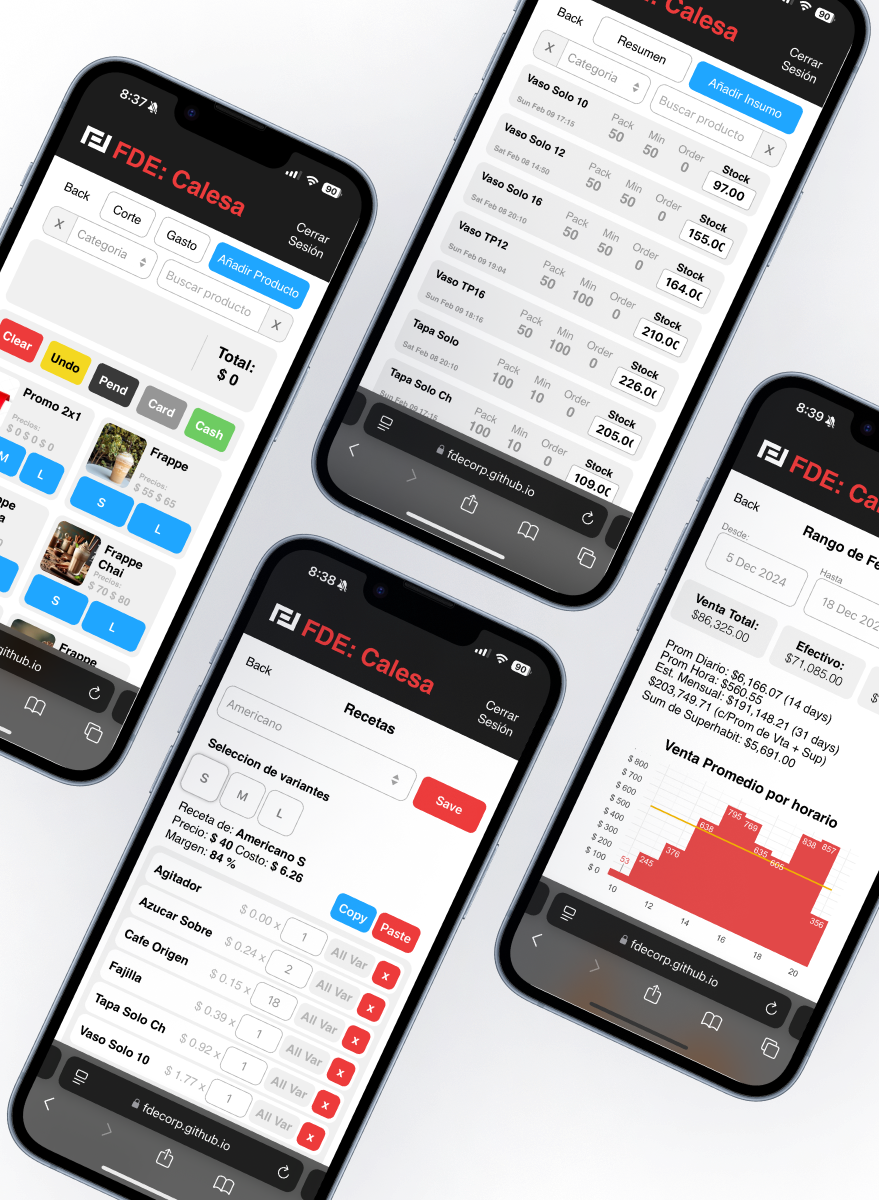 8:37
90
FDE: Calesa
Cerrar
Sesión
Back
Corte
Gasto
Añadir Producto
X
Categoria
Buscar producto
X
Total:
$ 0
Clear
Undo
Pend
Card
Cash
Promo 2x1
Precios:
$ 0 $ 0 $ 0
M
L
Frappe
Precios:
$ 55 $ 65
S
L
Frappe
Chai
Precios:
$ 70 $ 80
S
L
Frappe
github.io
90
Calesa
Cerrar
Sesión
Back
Resumen
Añadir Insumo
X
Categoria
Buscar producto
X
Vaso Solo 10
Sun Feb 09 17:15
Pack
50
Min
50
Order
0
Stock
97.00
Vaso Solo 12
Sat Feb 08 14:50
Pack
50
Min
50
Order
0
Stock
155.00
Vaso Solo 16
Sat Feb 08 20:10
Pack
50
Min
50
Order
0
Stock
164.0
Vaso TP12
Sun Feb 09 19:04
Pack
50
Min
100
Order
0
Stock
210.0
Vaso TP16
Sun Feb 09 18:16
Pack
50
Min
100
Order
0
Stock
226.0
Tapa Solo
Sat Feb 08 20:10
Pack
100
Min
10
Order
0
Stock
205.0
Tapa Solo Ch
Sun Feb 09 17:15
Pack
100
Min
10
Order
0
Stock
109.0
fdecorp.github.io
8:38
90
FDE: Calesa
Cerrar
Sesión
Back
Recetas
Americano
Save
Seleccion de variantes
S
M
L
Receta de: Americano S
Precio: $ 40 Costo: $ 6.26
Margen: 84 %
Copy
Paste
Agitador
$ 0.00 x
1
All Var
x
Azucar Sobre
$ 0.24 x
2
All Var
x
Cafe Origen
$ 0.15 x
18
All Var
x
Fajilla
$ 0.39 x
1
All Var
x
Tapa Solo Ch
$ 0.92 x
1
All Var
x
Vaso Solo 10
$ 1.77 x
1
All Var
x
fdecorp.github.io
8:39
FDE: Ca
Back
Rango de Fe
Desde:
5 Dec 2024
Hasta
18 Dec 202
Venta Total:
$86,325.00
Efectivo:
$71,085.00
$
Prom Diario: $6,166.07 (14 days)
Prom Hora: $560.55
Est. Mensual: $191,148.21 (31 days)
$203,749.71 (c/Prom de Vta + Sup)
Sum de Superhabit: $5,691.00
Venta Promedio por horario
$ 800
$ 700
$ 600
$ 500
$ 400
$ 300
$ 200
$ 100
$ 0
53
245
376
638
795
769
635
605
838
857
356
10
12
14
16
18
20
fdecorp.github.io